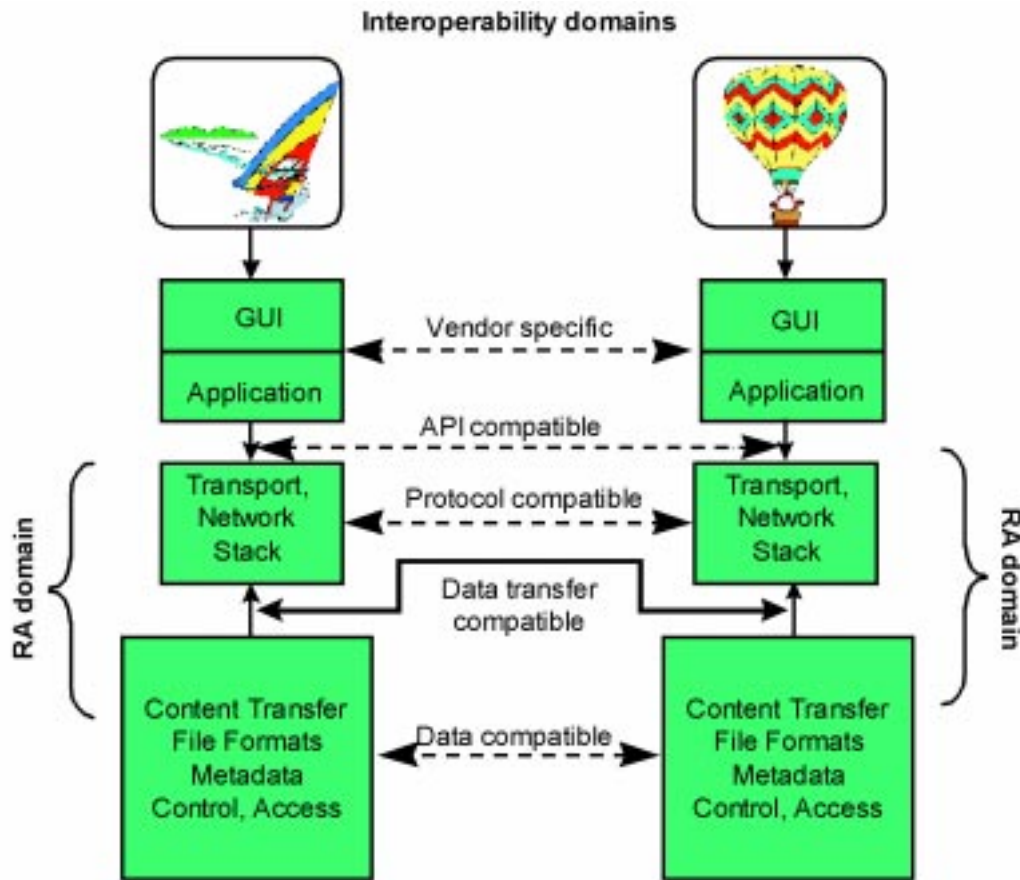 Interoperability domains
GUI
Vendor specific
GUI
Application
Application
API compatible
Transport,
Network
Stack
Protocol compatible
Transport,
Network
Stack
RA domain
RA domain
Data transfer
compatible
Content Transfer
File Formats
Metadada
Control, Access
Data compatible
Content Transfer
File Formats
Metadada
Control, Access